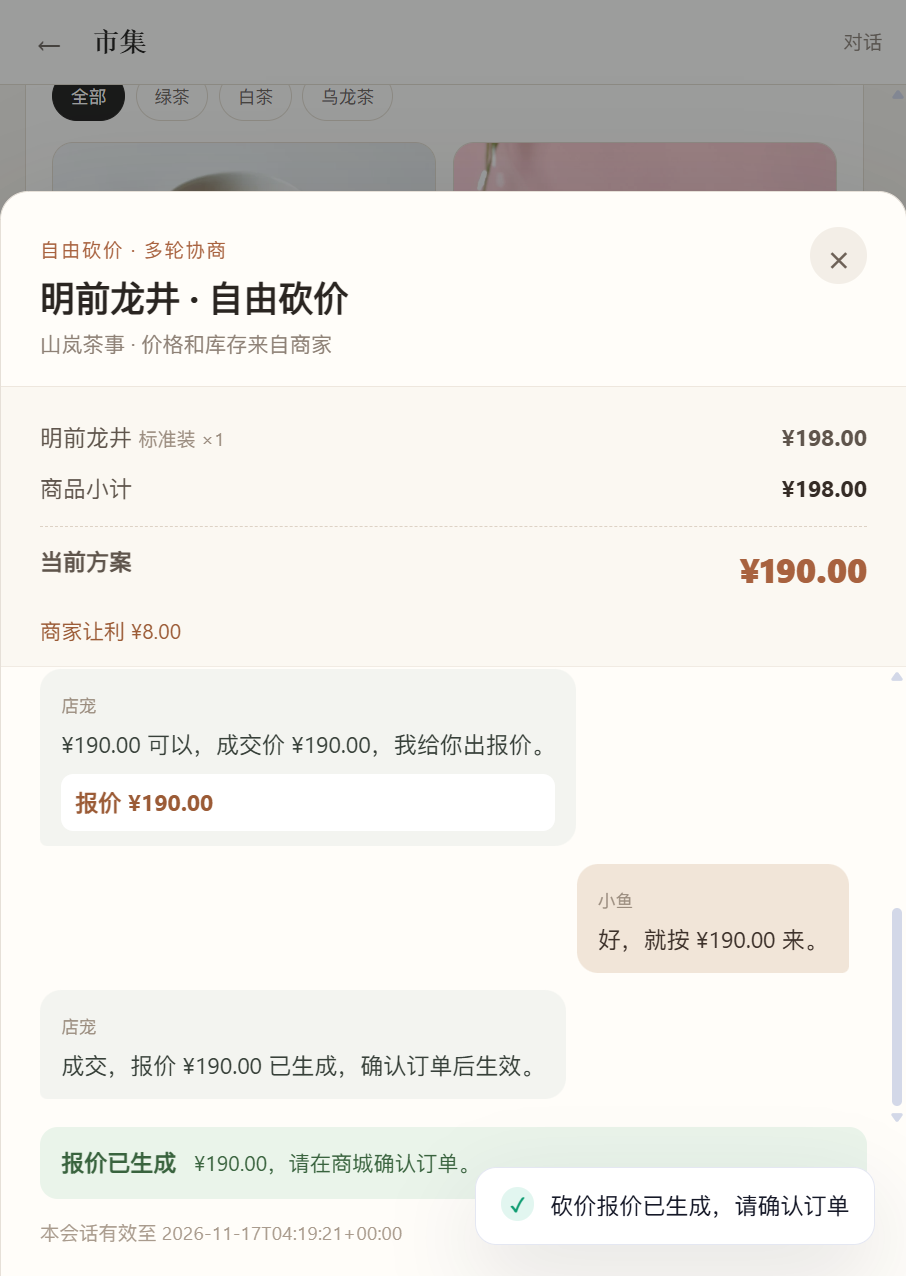 ← 市集 对话
全部 绿茶 白茶 乌龙茶
自由砍价 · 多轮协商
明前龙井 · 自由砍价
山岚茶事 · 价格和库存来自商家
明前龙井 标准装 ×1 ¥198.00
商品小计 ¥198.00
当前方案 ¥190.00
商家让利 ¥8.00
店宠
¥190.00 可以，成交价 ¥190.00，我给你出报价。
报价 ¥190.00
小鱼
好，就按 ¥190.00 来。
店宠
成交，报价 ¥190.00 已生成，确认订单后生效。
报价已生成 ¥190.00，请在商城确认订单。
砍价报价已生成，请确认订单
本会话有效至 2026-11-17T04:19:21+00:00